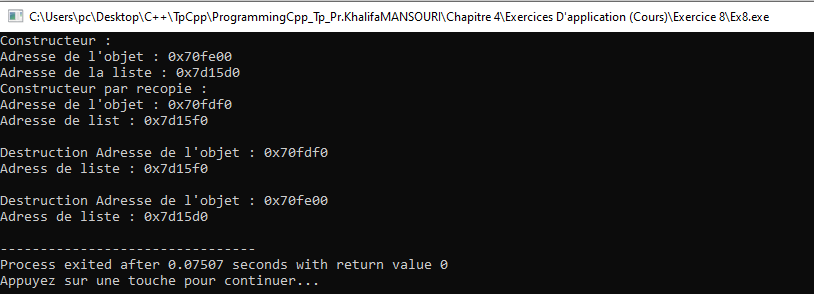 C:\Users\pc\Desktop\C++\TpCpp\ProgrammingCpp_Tp_Pr.KhalifaMANSOURI\Chapitre 4\Exercices D'application (Cours)\Exercice 8\Ex8.exe
Constructeur :
Adresse de l'objet : 0x70fe00
Adresse de la liste : 0x7d15d0
Constructeur par recopie :
Adresse de l'objet : 0x70fdf0
Adresse de list : 0x7d15f0
Destruction Adresse de l'objet : 0x70fdf0
Adress de liste : 0x7d15f0
Destruction Adresse de l'objet : 0x70fe00
Adress de liste : 0x7d15d0
--------------------------------
Process exited after 0.07507 seconds with return value 0
Appuyez sur une touche pour continuer...